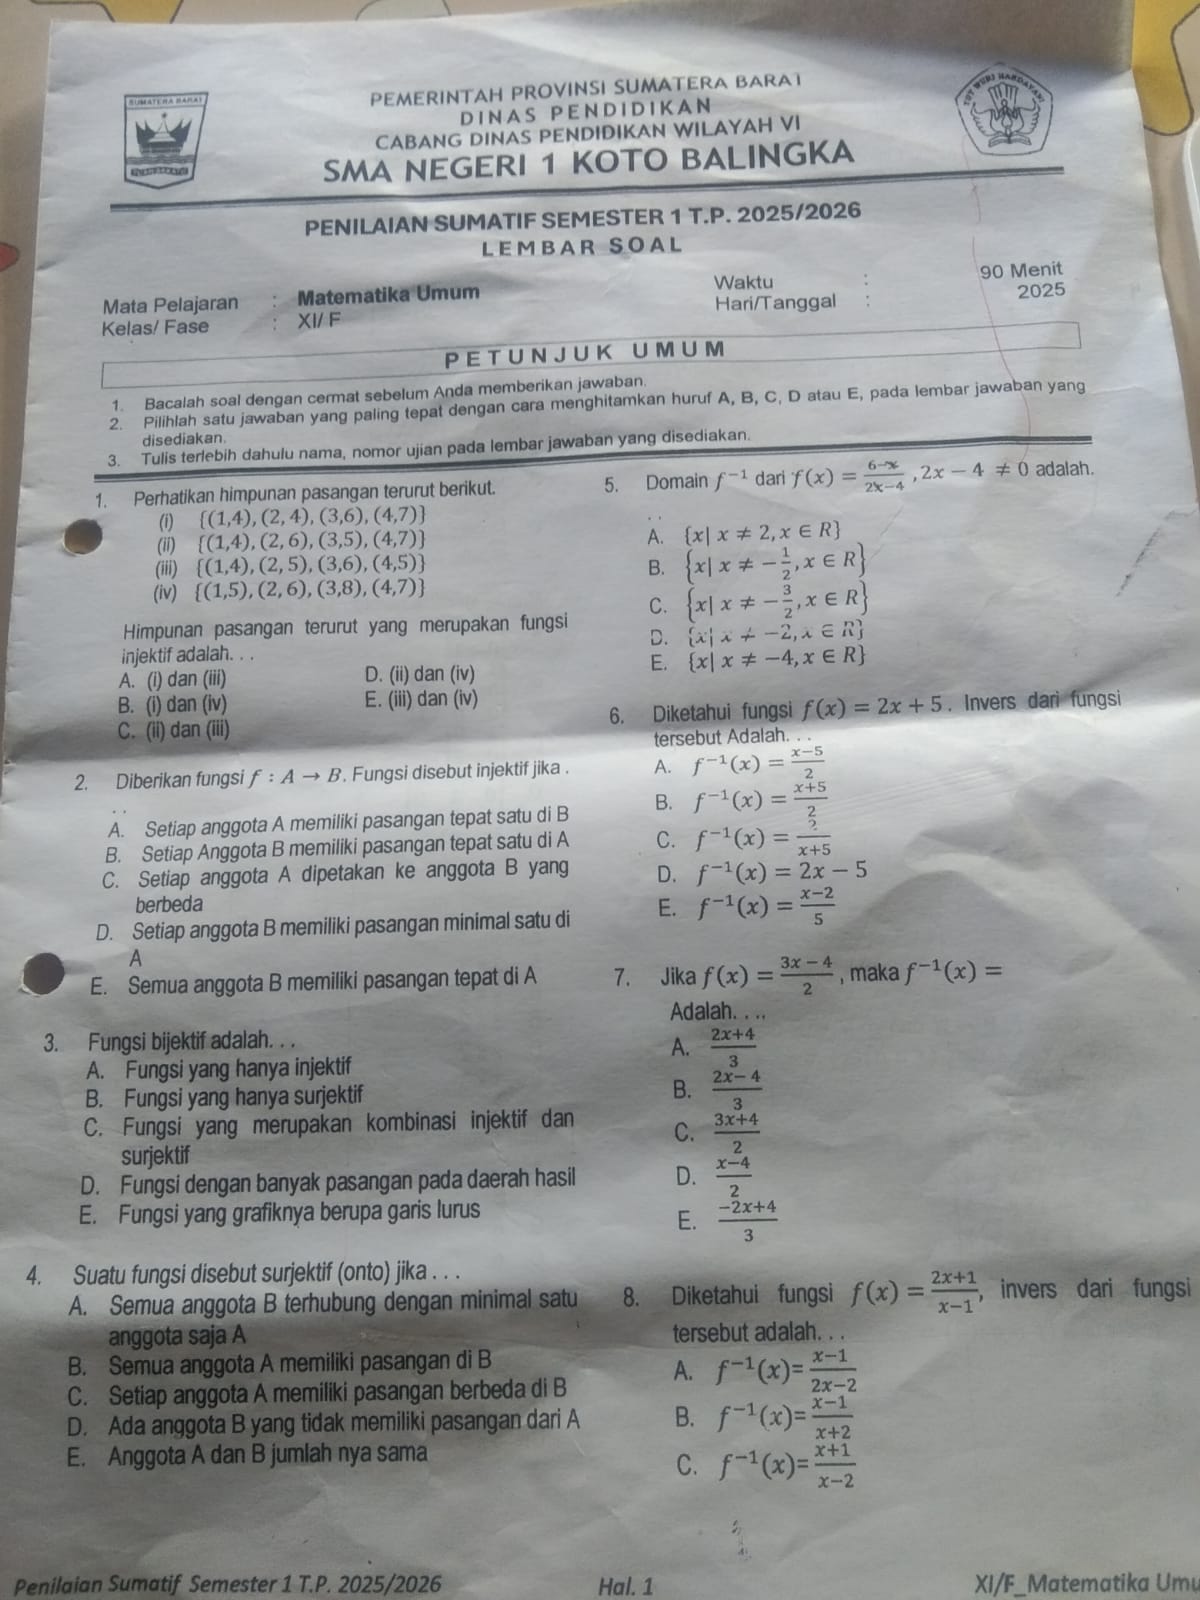 SUMATERA BARAT
TUT WURI HANDAYANI
PEMERINTAH PROVINSI SUMATERA BARAT
DINAS PENDIDIKAN
CABANG DINAS PENDIDIKAN WILAYAH VI
SMA NEGERI 1 KOTO BALINGKA
PENILAIAN SUMATIF SEMESTER 1 T.P. 2025/2026
LEMBAR SOAL
Mata Pelajaran : Matematika Umum
Kelas/ Fase : XI/ F
Waktu : 90 Menit
Hari/Tanggal : 2025
PETUNJUK UMUM
1. Bacalah soal dengan cermat sebelum Anda memberikan jawaban.
2. Pilihlah satu jawaban yang paling tepat dengan cara menghitamkan huruf A, B, C, D atau E, pada lembar jawaban yang
disediakan.
3. Tulis terlebih dahulu nama, nomor ujian pada lembar jawaban yang disediakan.
1. Perhatikan himpunan pasangan terurut berikut.
(i) {(1,4), (2, 4), (3,6), (4,7)}
(ii) {(1,4), (2, 6), (3,5), (4,7)}
(iii) {(1,4), (2, 5), (3,6), (4,5)}
(iv) {(1,5), (2, 6), (3,8), (4,7)}
Himpunan pasangan terurut yang merupakan fungsi
injektif adalah. . .
A. (i) dan (iii)
B. (i) dan (iv)
C. (ii) dan (iii)
D. (ii) dan (iv)
E. (iii) dan (iv)
2. Diberikan fungsi f : A → B. Fungsi disebut injektif jika .
. .
A. Setiap anggota A memiliki pasangan tepat satu di B
B. Setiap Anggota B memiliki pasangan tepat satu di A
C. Setiap anggota A dipetakan ke anggota B yang
berbeda
D. Setiap anggota B memiliki pasangan minimal satu di
A
E. Semua anggota B memiliki pasangan tepat di A
3. Fungsi bijektif adalah. . .
A. Fungsi yang hanya injektif
B. Fungsi yang hanya surjektif
C. Fungsi yang merupakan kombinasi injektif dan
surjektif
D. Fungsi dengan banyak pasangan pada daerah hasil
E. Fungsi yang grafiknya berupa garis lurus
4. Suatu fungsi disebut surjektif (onto) jika . . .
A. Semua anggota B terhubung dengan minimal satu
anggota saja A
B. Semua anggota A memiliki pasangan di B
C. Setiap anggota A memiliki pasangan berbeda di B
D. Ada anggota B yang tidak memiliki pasangan dari A
E. Anggota A dan B jumlah nya sama
5. Domain f⁻¹ dari f(x) = (6−x)/(2x−4) , 2x − 4 ≠ 0 adalah.
. .
A. {x| x ≠ 2, x ∈ R}
B. {x| x ≠ −1/2, x ∈ R}
C. {x| x ≠ −3/2, x ∈ R}
D. {x| x ≠ −2, x ∈ R}
E. {x| x ≠ −4, x ∈ R}
6. Diketahui fungsi f(x) = 2x + 5 . Invers dari fungsi
tersebut Adalah. . .
A. f⁻¹(x) = (x−5)/2
B. f⁻¹(x) = (x+5)/2
C. f⁻¹(x) = 2/(x+5)
D. f⁻¹(x) = 2x − 5
E. f⁻¹(x) = (x−2)/5
7. Jika f(x) = (3x − 4)/2 , maka f⁻¹(x) =
Adalah. . . .
A. (2x+4)/3
B. (2x− 4)/3
C. (3x+4)/2
D. (x−4)/2
E. (−2x+4)/3
8. Diketahui fungsi f(x) = (2x+1)/(x−1), invers dari fungsi
tersebut adalah. . .
A. f⁻¹(x)= (x−1)/(2x−2)
B. f⁻¹(x)= (x−1)/(x+2)
C. f⁻¹(x)= (x+1)/(x−2)
Penilaian Sumatif Semester 1 T.P. 2025/2026
Hal. 1
XI/F_Matematika Umu